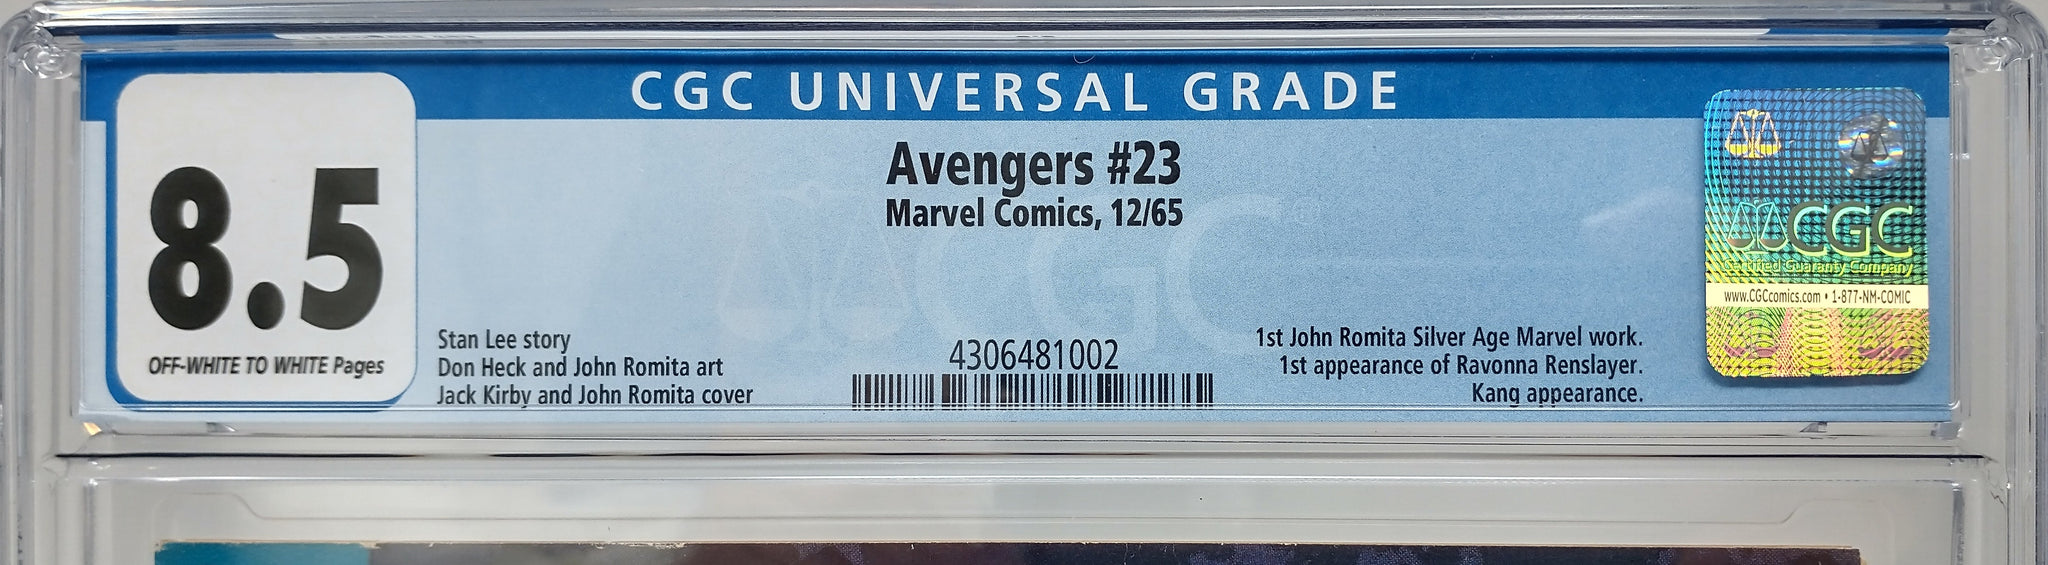 CGC UNIVERSAL GRADE
8.5
OFF-WHITE TO WHITE Pages
Avengers #23
Marvel Comics, 12/65
Stan Lee story
Don Heck and John Romita art
Jack Kirby and John Romita cover
CGC
4306481002
1st John Romita Silver Age Marvel work.
1st appearance of Ravonna Renslayer.
Kang appearance.
CGC
Certified Guaranty Company
www.CGCcomics.com • 1-877-NM-COMIC